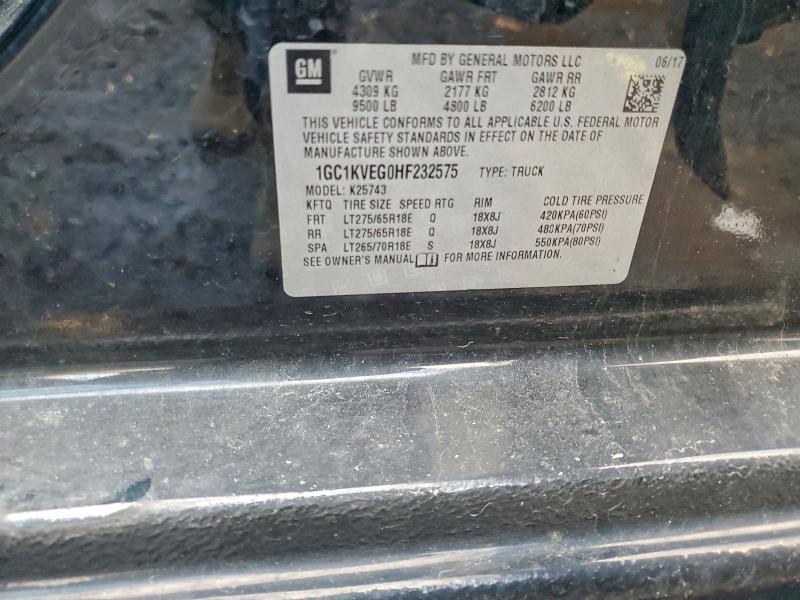 GM
MFD BY GENERAL MOTORS LLC 06/17
GVWR GAWR FRT GAWR RR
4309 KG 2177 KG 2812 KG
9500 LB 4800 LB 6200 LB
THIS VEHICLE CONFORMS TO ALL APPLICABLE U.S. FEDERAL MOTOR
VEHICLE SAFETY STANDARDS IN EFFECT ON THE DATE OF
MANUFACTURE SHOWN ABOVE.
1GC1KVEG0HF232575 TYPE: TRUCK
MODEL: K25743
KFTQ TIRE SIZE SPEED RTG RIM COLD TIRE PRESSURE
FRT LT275/65R18E Q 18X8J 420KPA(60PSI)
RR LT275/65R18E Q 18X8J 480KPA(70PSI)
SPA LT265/70R18E S 18X8J 550KPA(80PSI)
SEE OWNER'S MANUAL FOR MORE INFORMATION.